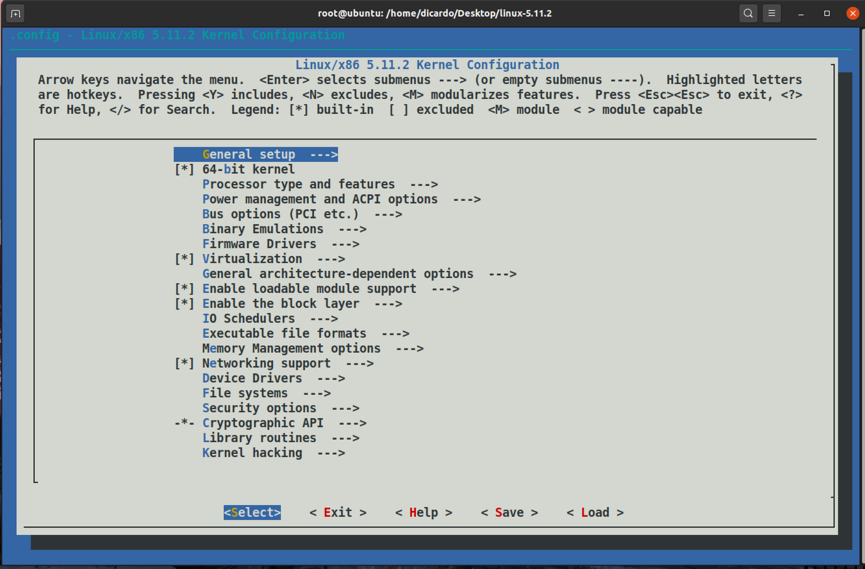 root@ubuntu: /home/dicardo/Desktop/linux-5.11.2
.config - Linux/x86 5.11.2 Kernel Configuration
Linux/x86 5.11.2 Kernel Configuration
Arrow keys navigate the menu.  <Enter> selects submenus ---> (or empty submenus ----).  Highlighted letters
are hotkeys.  Pressing <Y> includes, <N> excludes, <M> modularizes features.  Press <Esc><Esc> to exit, <?>
for Help, </> for Search.  Legend: [*] built-in  [ ] excluded  <M> module  < > module capable
General setup  --->
[*] 64-bit kernel
Processor type and features  --->
Power management and ACPI options  --->
Bus options (PCI etc.)  --->
Binary Emulations  --->
Firmware Drivers  --->
[*] Virtualization  --->
General architecture-dependent options  --->
[*] Enable loadable module support  --->
[*] Enable the block layer  --->
IO Schedulers  --->
Executable file formats  --->
Memory Management options  --->
[*] Networking support  --->
Device Drivers  --->
File systems  --->
Security options  --->
-*- Cryptographic API  --->
Library routines  --->
Kernel hacking  --->
<Select>    < Exit >    < Help >    < Save >    < Load >